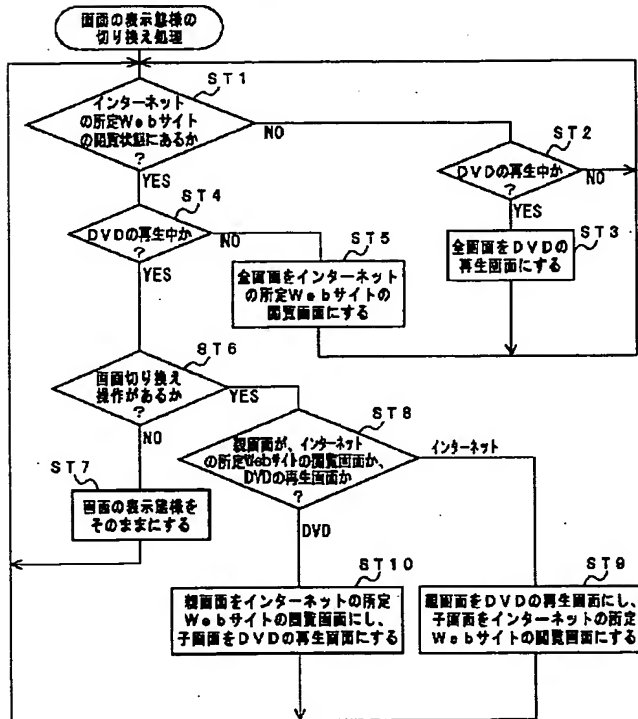 画面の表示態様の
切り換え処理
ST1
インターネット
の所定Webサイト
の閲覧状態にあるか
?
NO
YES
ST2
DVDの再生中か
?
NO
YES
ST3
全画面をDVDの
再生画面にする
ST4
DVDの再生中か
?
NO
YES
ST5
全画面をインターネット
の所定Webサイトの
閲覧画面にする
ST6
画面切り換え
操作があるか
?
YES
NO
ST7
画面の表示態様を
そのままにする
ST8
親画面が、インターネット
の所定Webサイトの閲覧画面か、
DVDの再生画面か
?
インターネット
DVD
ST10
親画面をインターネットの所定
Webサイトの閲覧画面にし、
子画面をDVDの再生画面にする
ST9
親画面をDVDの再生画面にし、
子画面をインターネットの所定
Webサイトの閲覧画面にする